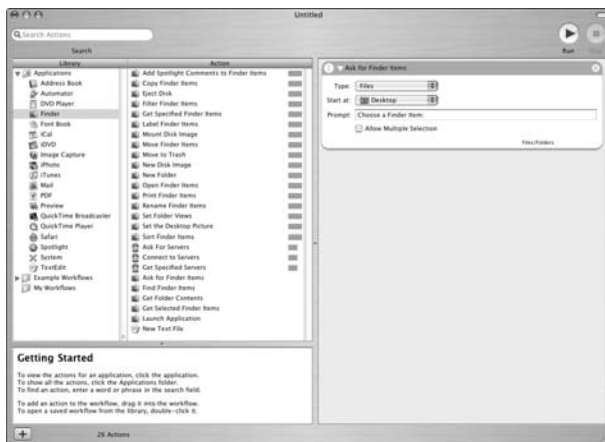 Untitled
Search Actions
Search
Run
Stop
Library
Action
Applications
Address Book
Automator
DVD Player
Finder
Font Book
iCal
iDVD
Image Capture
iPhoto
iTunes
Mail
PDF
Preview
QuickTime Broadcaster
QuickTime Player
Safari
Spotlight
System
TextEdit
Example Workflows
My Workflows
Add Spotlight Comments to Finder Items
Copy Finder Items
Eject Disk
Filter Finder Items
Get Specified Finder Items
Label Finder Items
Mount Disk Image
Move Finder Items
Move to Trash
New Disk Image
New Folder
Open Finder Items
Print Finder Items
Rename Finder Items
Set Folder Views
Set the Desktop Picture
Sort Finder Items
Ask For Servers
Connect to Servers
Get Specified Servers
Ask for Finder Items
Find Finder Items
Get Folder Contents
Get Selected Finder Items
Launch Application
New Text File
1 Ask for Finder Items
Type: Files
Start at: Desktop
Prompt: Choose a Finder Item:
Allow Multiple Selection
Files/Folders
Getting Started
To view the actions for an application, click the application.
To show all the actions, click the Applications folder.
To find an action, enter a word or phrase in the search field.
To add an action to the workflow, drag it into the workflow.
To open a saved workflow from the library, double-click it.
26 Actions